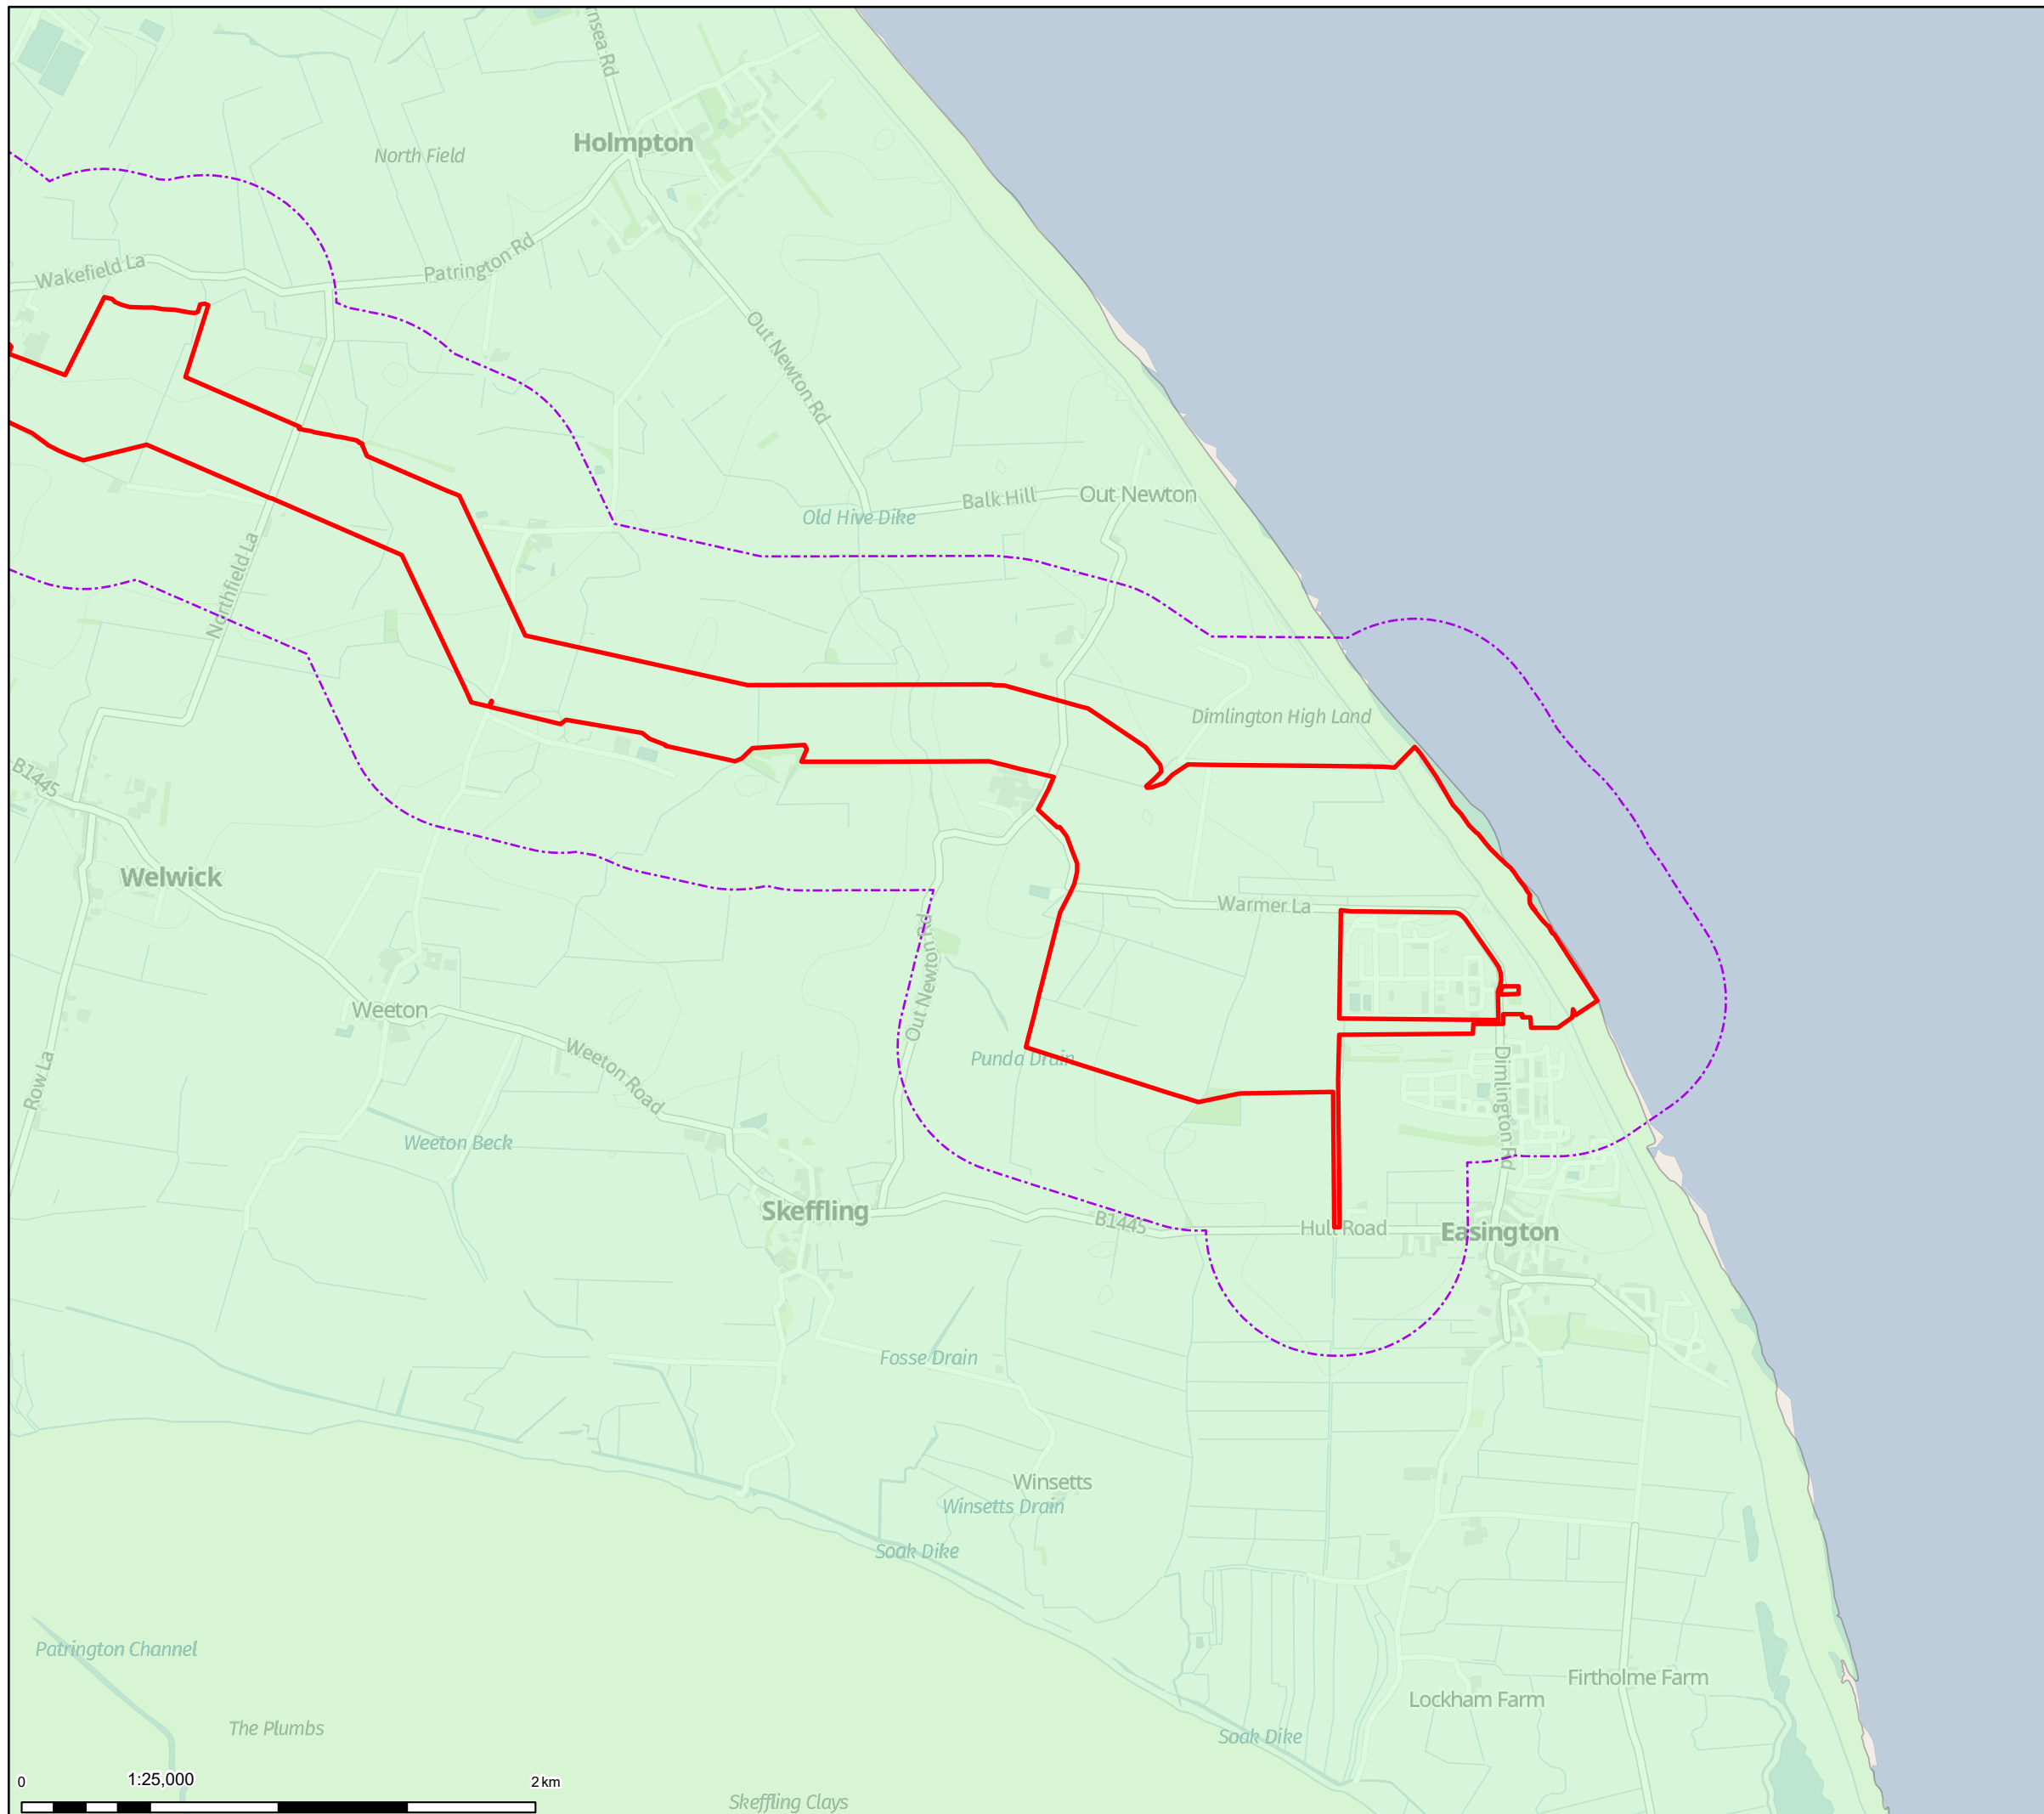 nsea Rd
Holmpton
North Field
Patrington Rd
Wakefield La
Out Newton Rd
Balk Hill
Out Newton
Old Hive Dike
Northfield La
Dimlington High Land
B1445
Welwick
Warmer La
Out Newton Rd
Weeton
Weeton Road
Punda Drain
Row La
Dimlington Rd
Weeton Beck
Skeffling
B1445
Hull Road
Easington
Fosse Drain
Winsetts
Winsetts Drain
Soak Dike
Patrington Channel
Firtholme Farm
Lockham Farm
The Plumbs
Soak Dike
0
1:25,000
2 km
Skeffling Clays